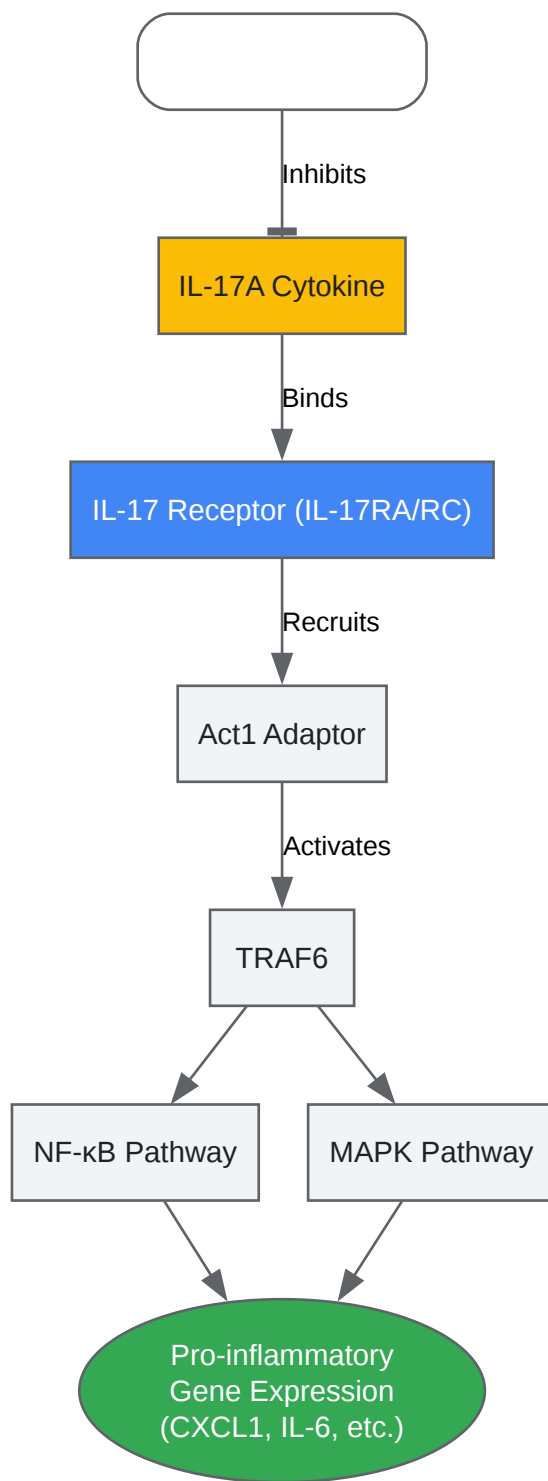 Inhibits
IL-17A Cytokine
Binds
IL-17 Receptor (IL-17RA/RC)
Recruits
Act1 Adaptor
Activates
TRAF6
NF-κB Pathway
MAPK Pathway
Pro-inflammatory
Gene Expression
(CXCL1, IL-6, etc.)